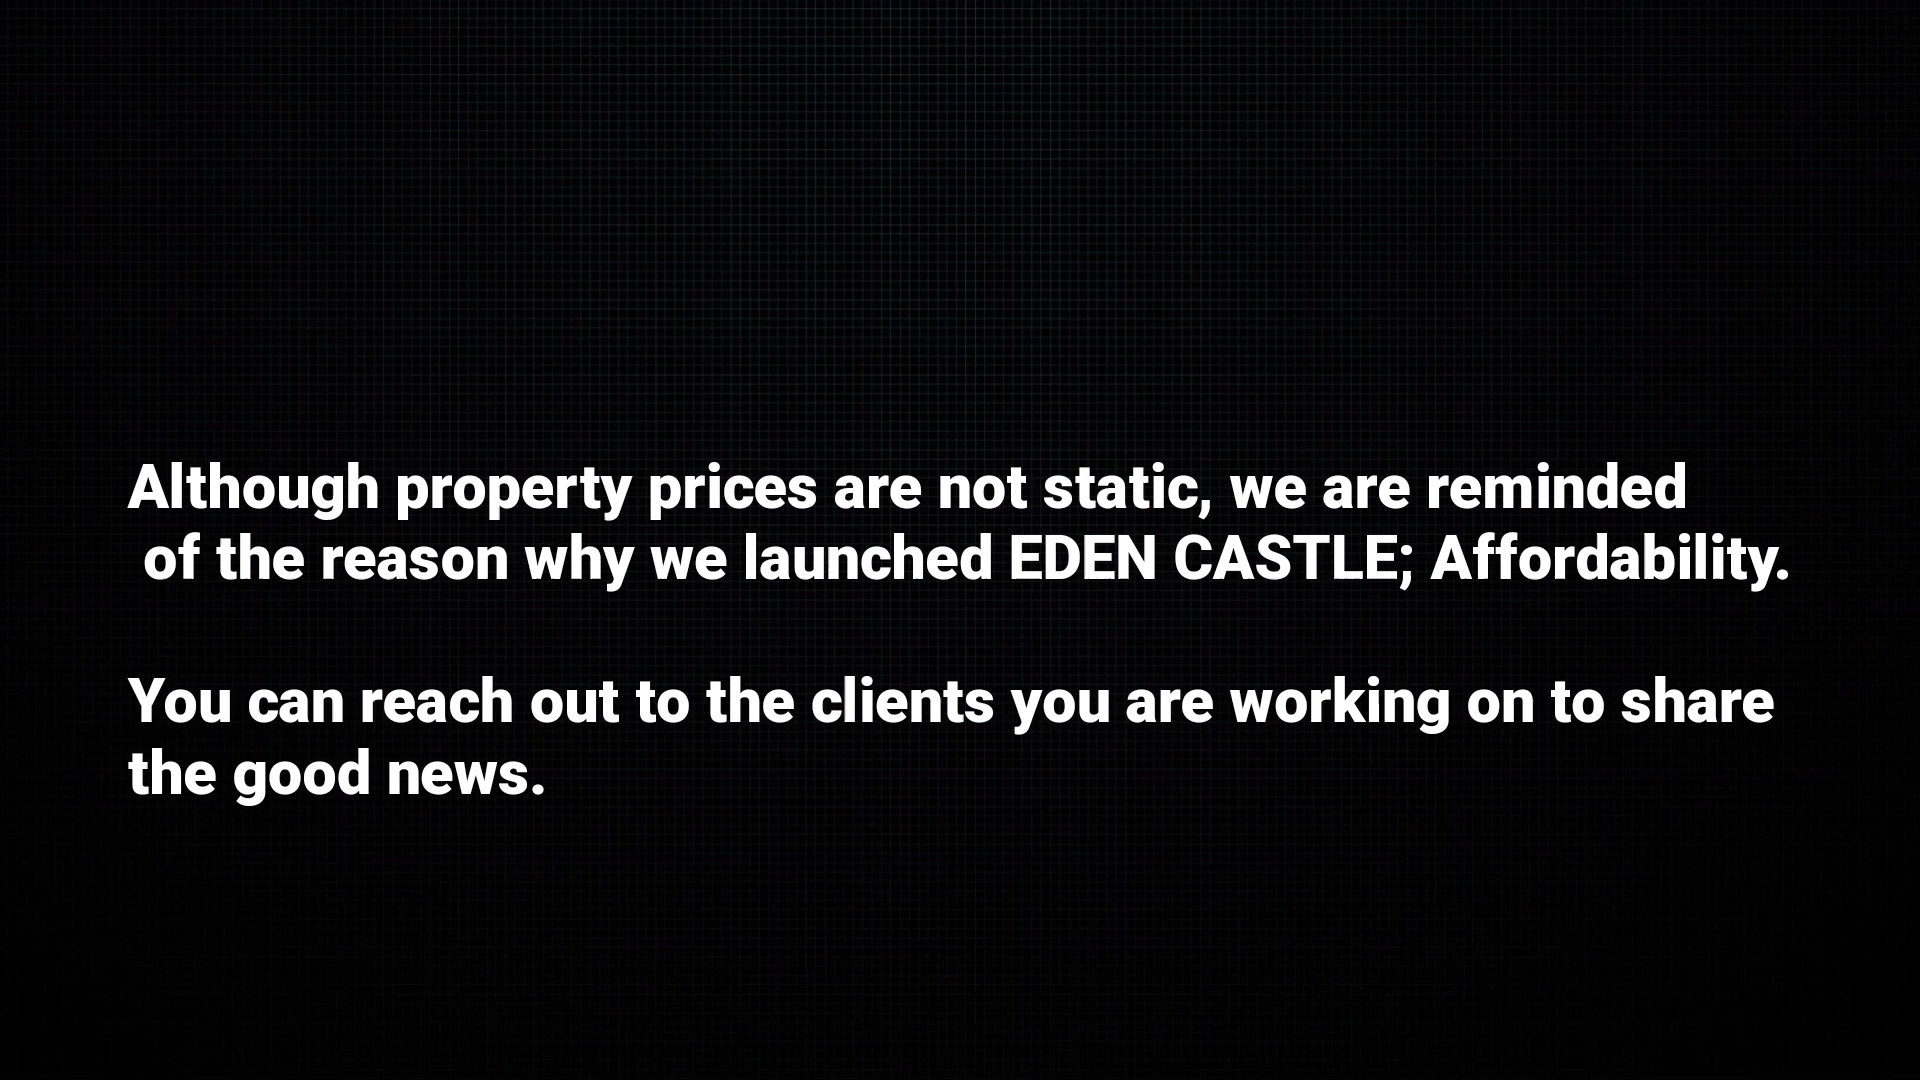 Although property prices are not static, we are reminded
of the reason why we launched EDEN CASTLE; Affordability.
You can reach out to the clients you are working on to share
the good news.